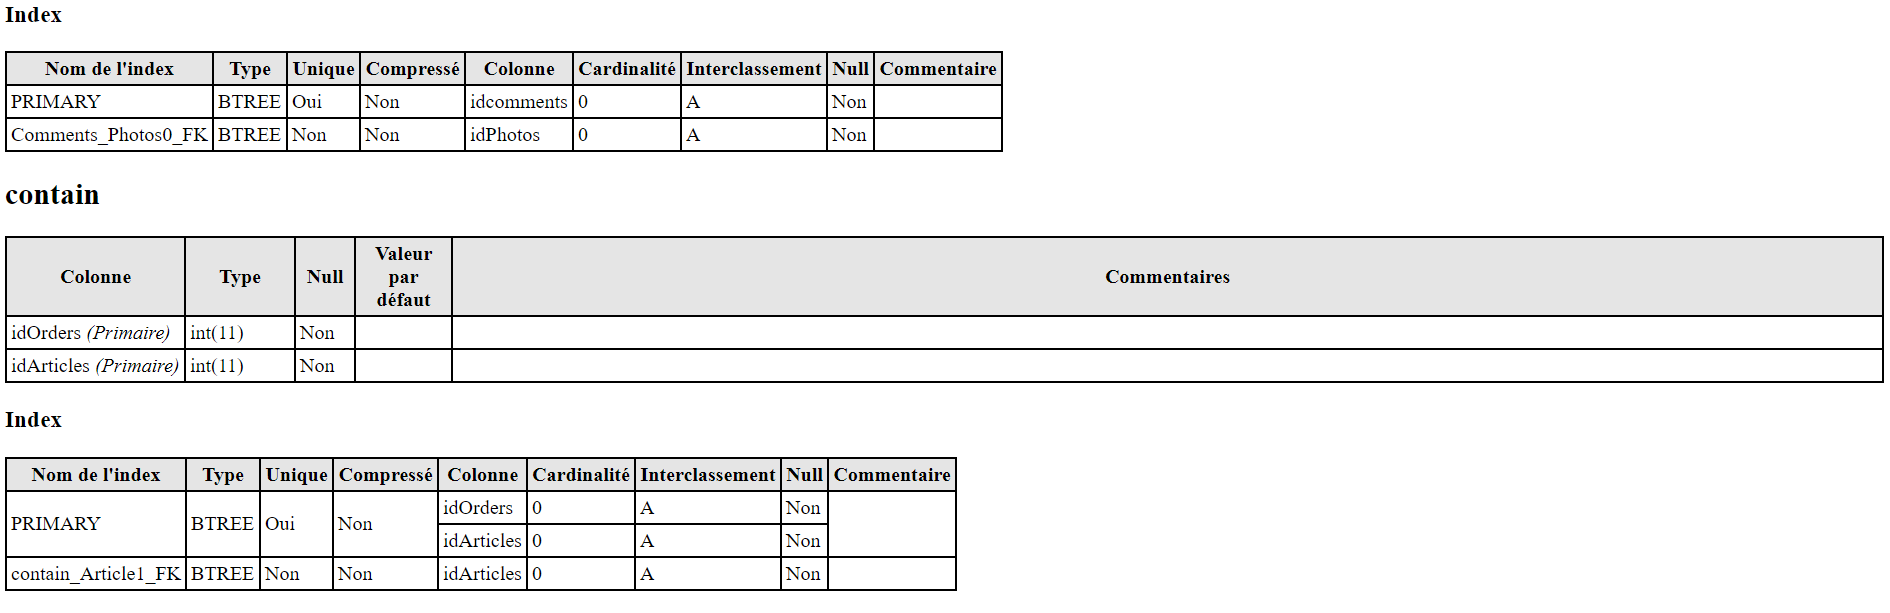 Index
Nom de l'index Type Unique Compressé Colonne Cardinalité Interclassement Null Commentaire
PRIMARY BTREE Oui Non idcomments 0 A Non
Comments_Photos0_FK BTREE Non Non idPhotos 0 A Non
contain
Colonne Type Null Valeur par défaut Commentaires
idOrders (Primaire) int(11) Non
idArticles (Primaire) int(11) Non
Index
Nom de l'index Type Unique Compressé Colonne Cardinalité Interclassement Null Commentaire
PRIMARY BTREE Oui Non idOrders 0 A Non
idArticles 0 A Non
contain_Article1_FK BTREE Non Non idArticles 0 A Non